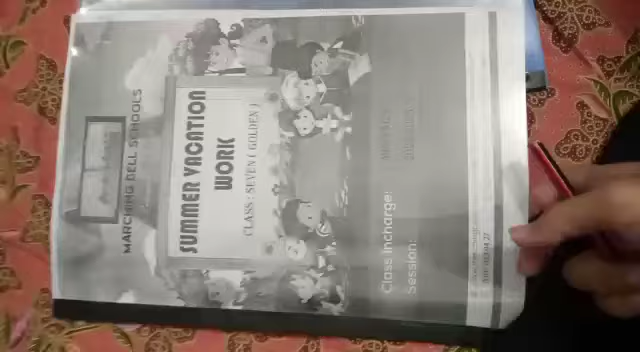 MARCHING BELL SCHOOLS
SUMMER VACATION
WORK
CLASS : SEVEN ( GOLDEN )
Class Incharge:
Session: